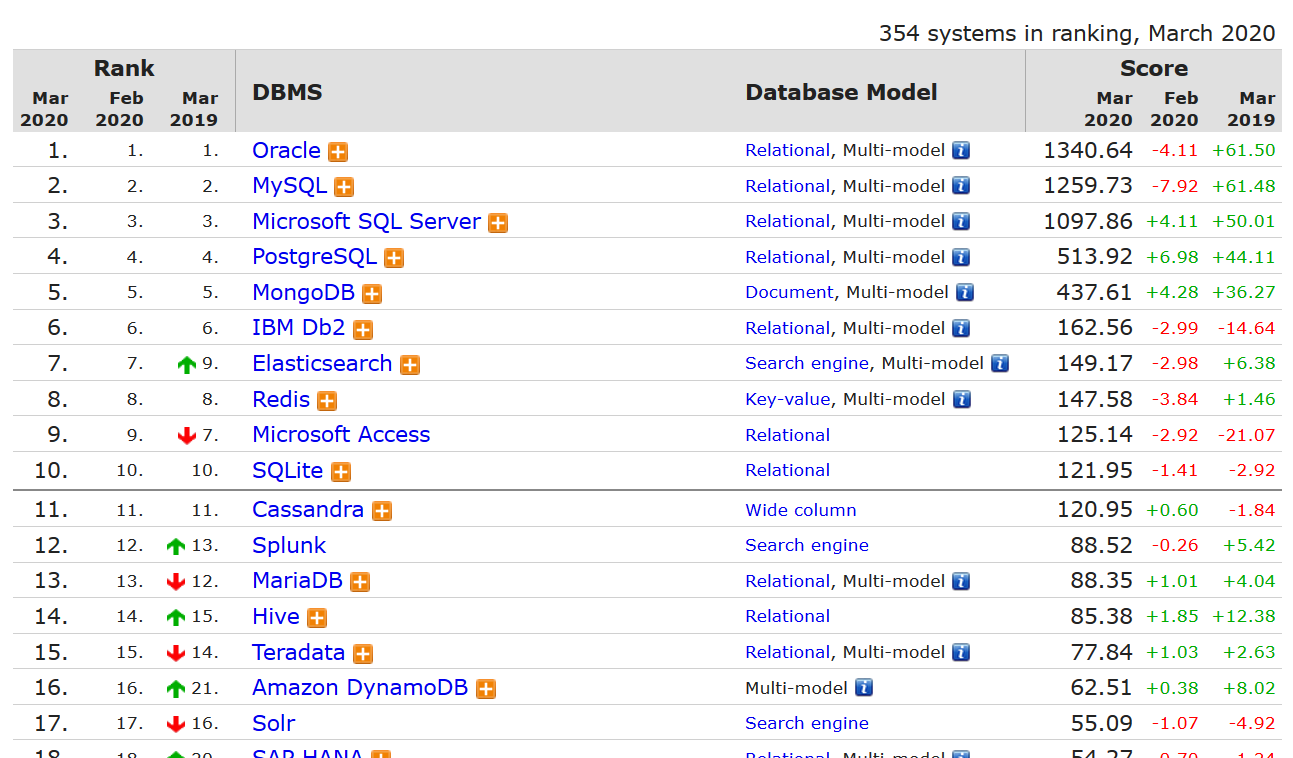 354 systems in ranking, March 2020
Rank DBMS Database Model Score
Mar 2020 Feb 2020 Mar 2019 Mar 2020 Feb 2020 Mar 2019
1. 1. 1. Oracle Relational, Multi-model 1340.64 -4.11 +61.50
2. 2. 2. MySQL Relational, Multi-model 1259.73 -7.92 +61.48
3. 3. 3. Microsoft SQL Server Relational, Multi-model 1097.86 +4.11 +50.01
4. 4. 4. PostgreSQL Relational, Multi-model 513.92 +6.98 +44.11
5. 5. 5. MongoDB Document, Multi-model 437.61 +4.28 +36.27
6. 6. 6. IBM Db2 Relational, Multi-model 162.56 -2.99 -14.64
7. 7. 9. Elasticsearch Search engine, Multi-model 149.17 -2.98 +6.38
8. 8. 8. Redis Key-value, Multi-model 147.58 -3.84 +1.46
9. 9. 7. Microsoft Access Relational 125.14 -2.92 -21.07
10. 10. 10. SQLite Relational 121.95 -1.41 -2.92
11. 11. 11. Cassandra Wide column 120.95 +0.60 -1.84
12. 12. 13. Splunk Search engine 88.52 -0.26 +5.42
13. 13. 12. MariaDB Relational, Multi-model 88.35 +1.01 +4.04
14. 14. 15. Hive Relational 85.38 +1.85 +12.38
15. 15. 14. Teradata Relational, Multi-model 77.84 +1.03 +2.63
16. 16. 21. Amazon DynamoDB Multi-model 62.51 +0.38 +8.02
17. 17. 16. Solr Search engine 55.09 -1.07 -4.92
18. 18. 20. SAP HANA Relational, Multi-model 54.27